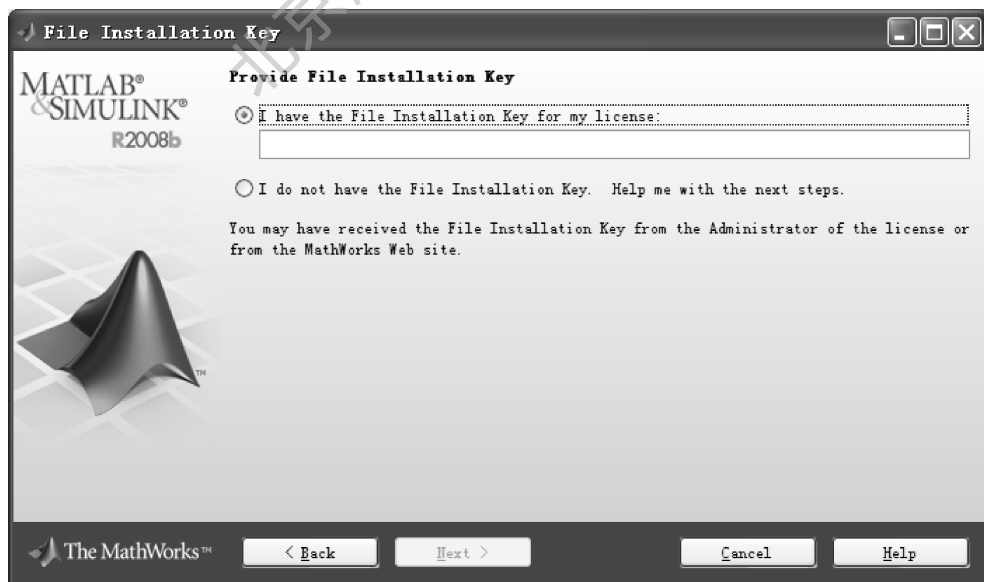 File Installation Key
北京
MATLAB®
&SIMULINK®
R2008b
Provide File Installation Key
I have the File Installation Key for my license:
I do not have the File Installation Key. Help me with the next steps.
You may have received the File Installation Key from the Administrator of the license or
from the MathWorks Web site.
TM
The MathWorks™
< Back
Next >
Cancel
Help